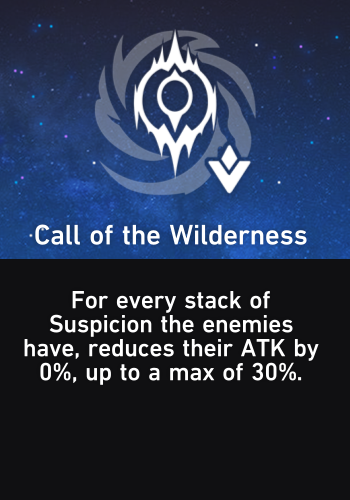 Call of the Wilderness
For every stack of
Suspicion the enemies
have, reduces their ATK by
0%, up to a max of 30%.